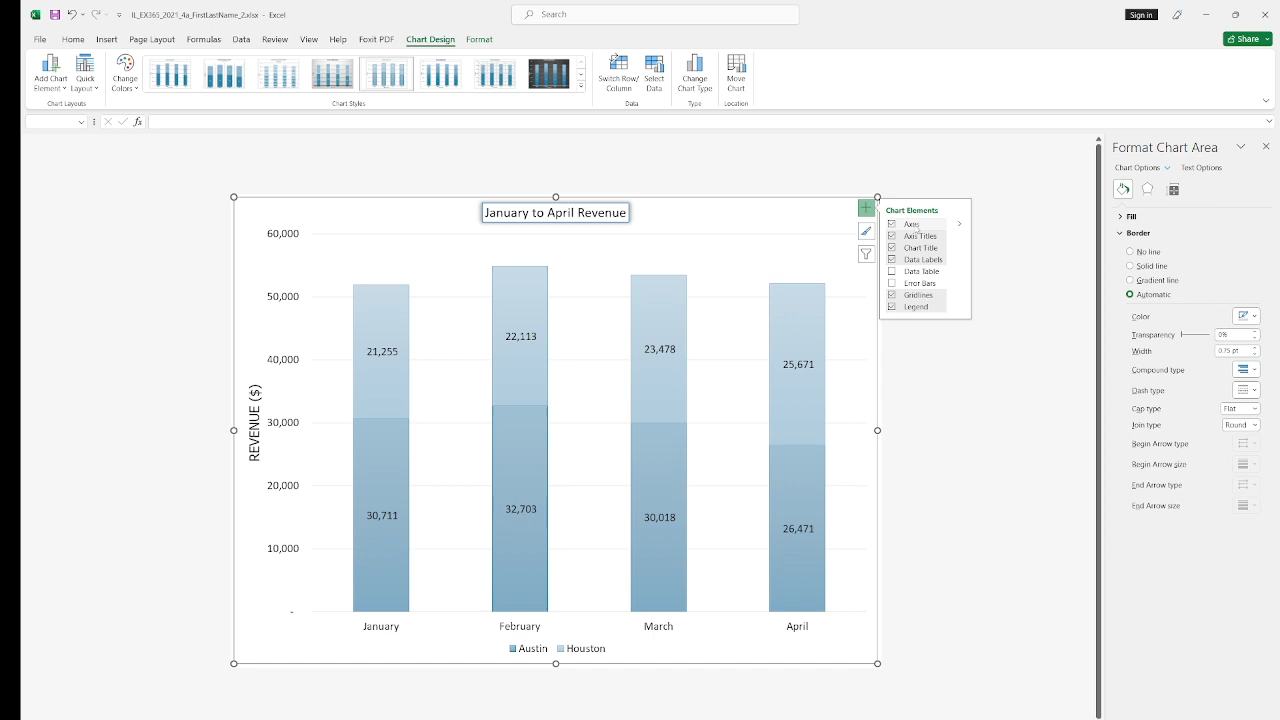 IL_EX365_2021_4a_FirstLastName_2.xlsx - Excel
Search
Sign in
File Home Insert Page Layout Formulas Data Review View Help Foxit PDF Chart Design Format
Share
Add Chart Element
Quick Layout
Change Colors
Switch Row/ Column
Select Data
Change Chart Type
Move Chart
Chart Layouts
Chart Styles
Data
Type
Location
fx
Format Chart Area
Chart Options
Text Options
Fill
Border
No line
Solid line
Gradient line
Automatic
Color
Transparency 0%
Width 0.75 pt
Compound type
Dash type
Cap type Flat
Join type Round
Begin Arrow type
Begin Arrow size
End Arrow type
End Arrow size
Chart Elements
Axes
Axis Titles
Chart Title
Data Labels
Data Table
Error Bars
Gridlines
Legend
January to April Revenue
REVENUE ($)
60,000
50,000
40,000
30,000
20,000
10,000
-
21,255
22,113
23,478
25,671
30,711
32,703
30,018
26,471
January February March April
Austin Houston